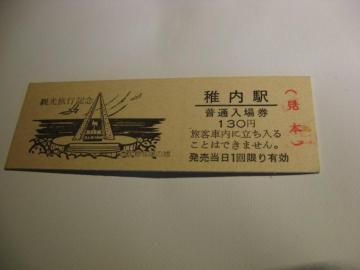 観光旅行記念
稚内駅
普通入場券
130円
旅客車内に立ち入る
ことはできません。
発売当日1回限り有効
(見本)